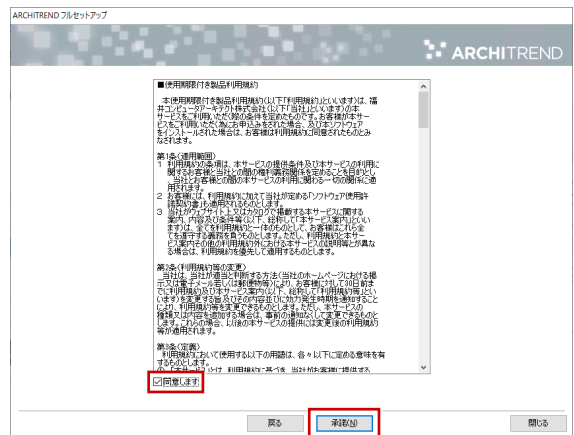 ARCHITREND フルセットアップ
ARCHITREND
■使用期限付き製品利用規約
本使用期限付き製品利用規約(以下「利用規約」といいます)は、福
井コンピュータアーキテクト株式会社(以下「当社」といいます)の本
サービスをご利用いただく際の条件を定めたものです。お客様が本サー
ビスをご利用いただく為にお申込みをされた場合、及び本ソフトウェア
をインストールされた場合は、お客様は利用規約に同意されたものとみ
なされます。
第1条(適用範囲)
1 利用規約の条項は、本サービスの提供条件及び本サービスの利用に
関するお客様と当社との間の権利義務関係を定めることを目的とし
、当社とお客様との間の本サービスの利用に関わる一切の関係に適
用されます。
2 お客様には、利用規約に加えて当社が定める「ソフトウェア使用許
諾契約書」も適用されるものとします。
3 当社がウェブサイト上又はカタログで掲載する本サービスに関する
案内、内容及び条件等(以下、総称して「本サービス案内」といい
ます)は、全てを利用規約と一体のものとして、お客様はこれら全
てを遵守する義務を負うものとします。ただし、利用規約と本サー
ビス案内その他の利用規約外における本サービスの説明等とが異な
る場合は、利用規約を優先して適用するものとします。
第2条(利用規約等の変更)
当社は、当社が適当と判断する方法(当社のホームページにおける掲
示又は電子メール若しくは郵便物等)により、お客様に対して30日前ま
でに利用規約及び本サービス案内(以下、総称して「利用規約等」とい
います)を変更する旨及びその内容並びに効力発生時期を通知すること
により、利用規約等を変更できるものとします。ただし、本サービスの
種類又は内容を追加する場合は、事前の通知なくして変更できるものと
します。これらの場合、以後の本サービスの提供には変更後の利用規約
等が適用されます。
第3条(定義)
利用規約において使用する以下の用語は、各々以下に定める意味を有
するものとします。
① 「本サービス」とは、利用規約に基づき、当社がお客様に提供する
同意します
戻る
承諾(N)
閉じる